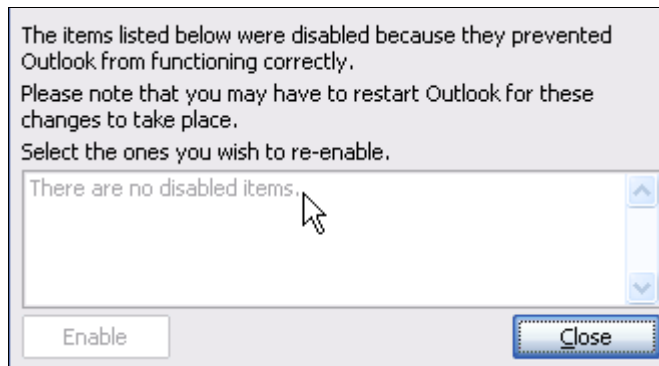 The items listed below were disabled because they prevented
Outlook from functioning correctly.
Please note that you may have to restart Outlook for these
changes to take place.
Select the ones you wish to re-enable.
There are no disabled items.
Enable
Close